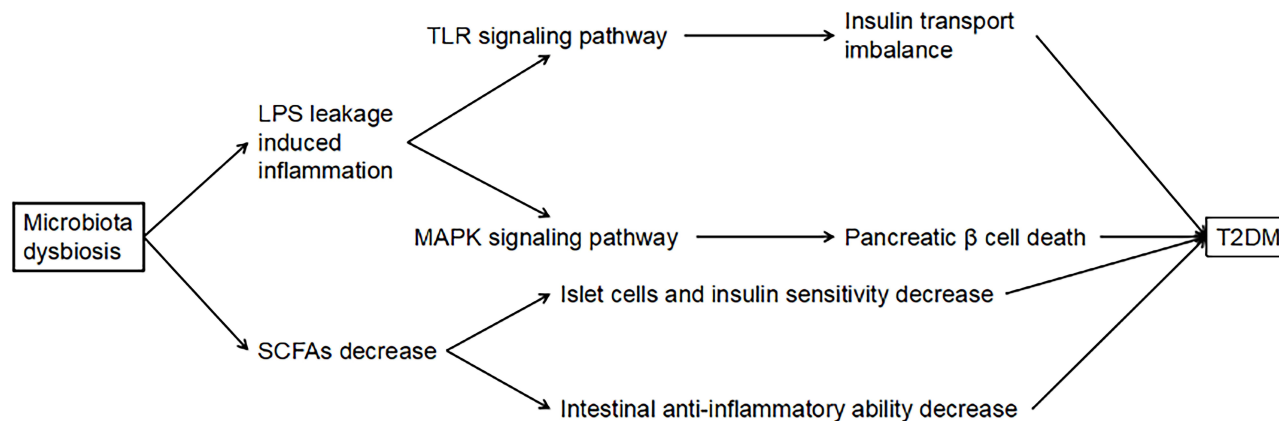 TLR signaling pathway
Insulin transport
imbalance
LPS leakage
induced
inflammation
Microbiota
dysbiosis
MAPK signaling pathway
Pancreatic β cell death
T2DM
Islet cells and insulin sensitivity decrease
SCFAs decrease
Intestinal anti-inflammatory ability decrease